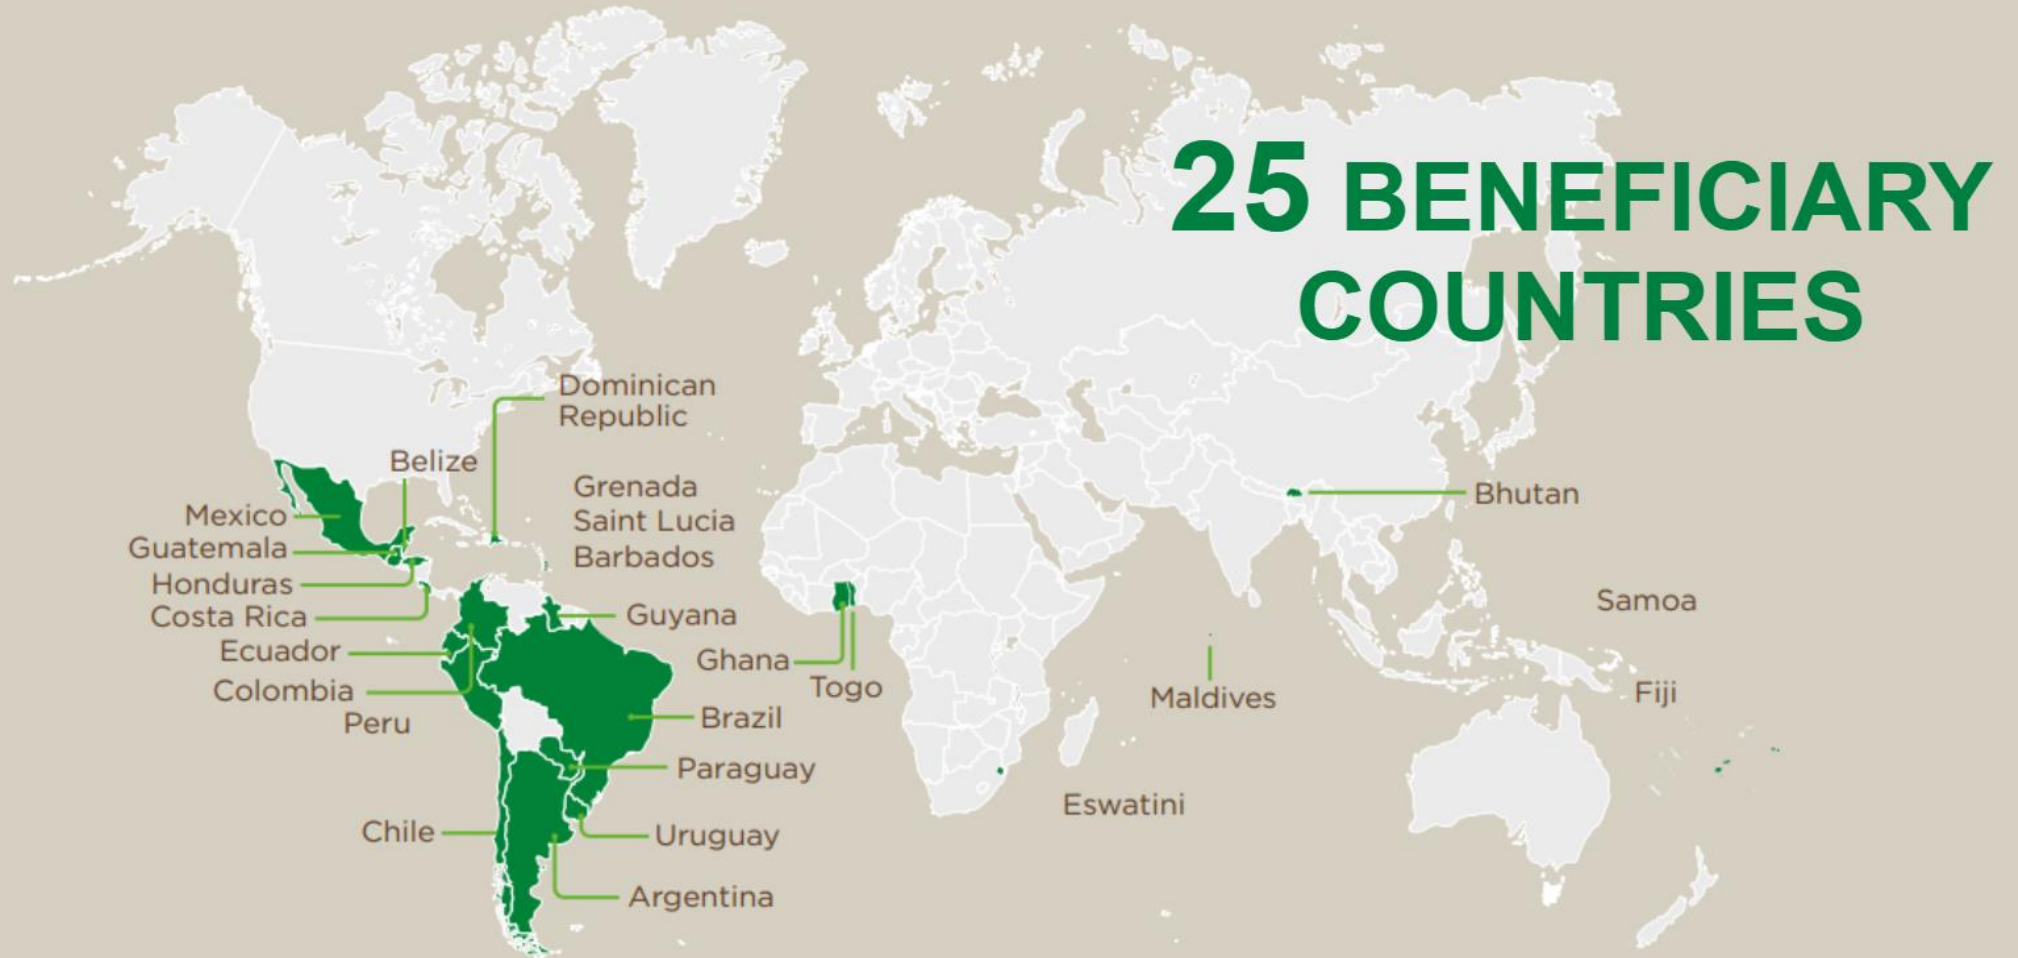 25 BENEFICIARY
COUNTRIES
Dominican
Republic
Belize
Grenada
Saint Lucia
Barbados
Mexico
Guatemala
Honduras
Costa Rica
Ecuador
Colombia
Peru
Guyana
Ghana
Togo
Brazil
Paraguay
Chile
Uruguay
Argentina
Bhutan
Samoa
Maldives
Fiji
Eswatini